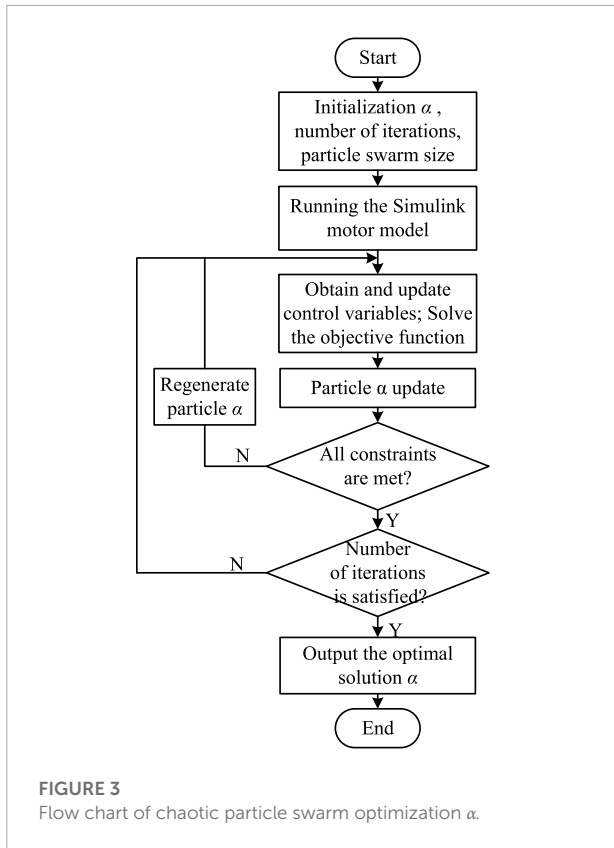 Start
Initialization α ,
number of iterations,
particle swarm size
Running the Simulink
motor model
Obtain and update
control variables; Solve
the objective function
Regenerate
particle α
Particle α update
N
All constraints
are met?
Y
N
Number
of iterations
is satisfied?
Y
Output the optimal
solution α
End
FIGURE 3
Flow chart of chaotic particle swarm optimization α.